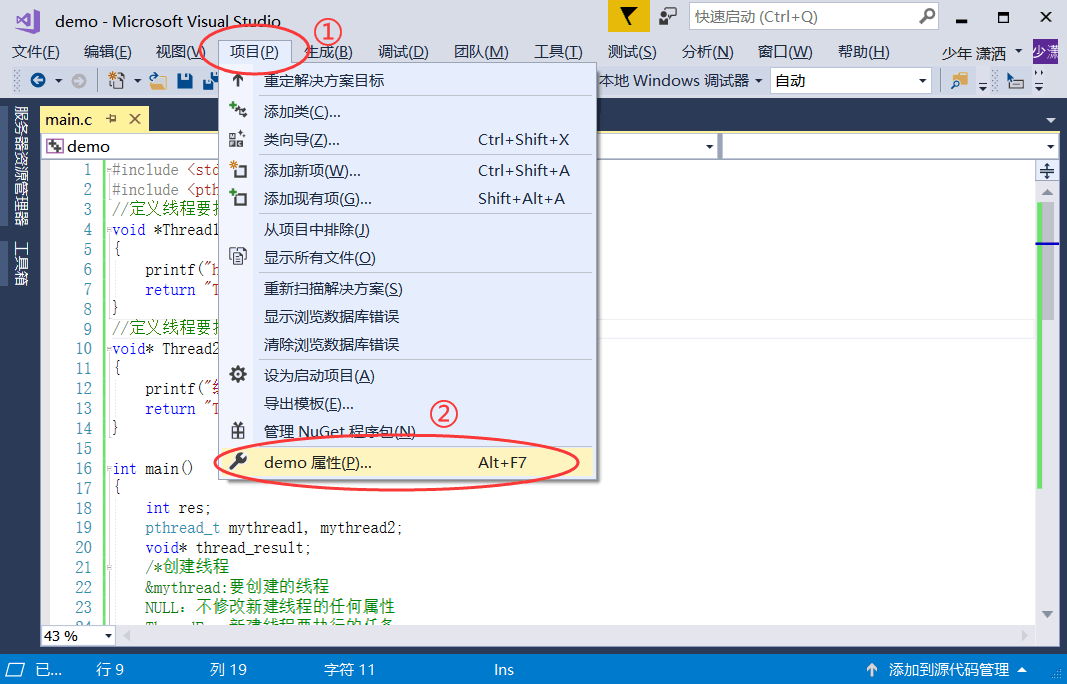 demo - Microsoft Visual Studio
快速启动 (Ctrl+Q)
①
文件(F) 编辑(E) 视图(V) 项目(P) 生成(B) 调试(D) 团队(M) 工具(T) 测试(S) 分析(N) 窗口(W) 帮助(H) 少年 潇洒 少潇
本地 Windows 调试器 自动
重定解决方案目标
添加类(C)...
类向导(Z)... Ctrl+Shift+X
添加新项(W)... Ctrl+Shift+A
添加现有项(G)... Shift+Alt+A
从项目中排除(J)
显示所有文件(O)
重新扫描解决方案(S)
显示浏览数据库错误
清除浏览数据库错误
设为启动项目(A)
导出模板(E)...
②
管理 NuGet 程序包(N)...
demo 属性(P)... Alt+F7
服务器资源管理器
工具箱
main.c
demo
1 #include <std
2 #include <pth
3 //定义线程要执
4 void *Thread1
5 {
6 printf("h
7 return "T
8 }
9 //定义线程要执
10 void* Thread2
11 {
12 printf("
13 return "T
14 }
15
16 int main()
17 {
18 int res;
19 pthread_t mythread1, mythread2;
20 void* thread_result;
21 /*创建线程
22 &mythread:要创建的线程
23 NULL: 不修改新建线程的任何属性
24 新建线程要执行的任务
43 %
已... 行 9 列 19 字符 11 Ins 添加到源代码管理